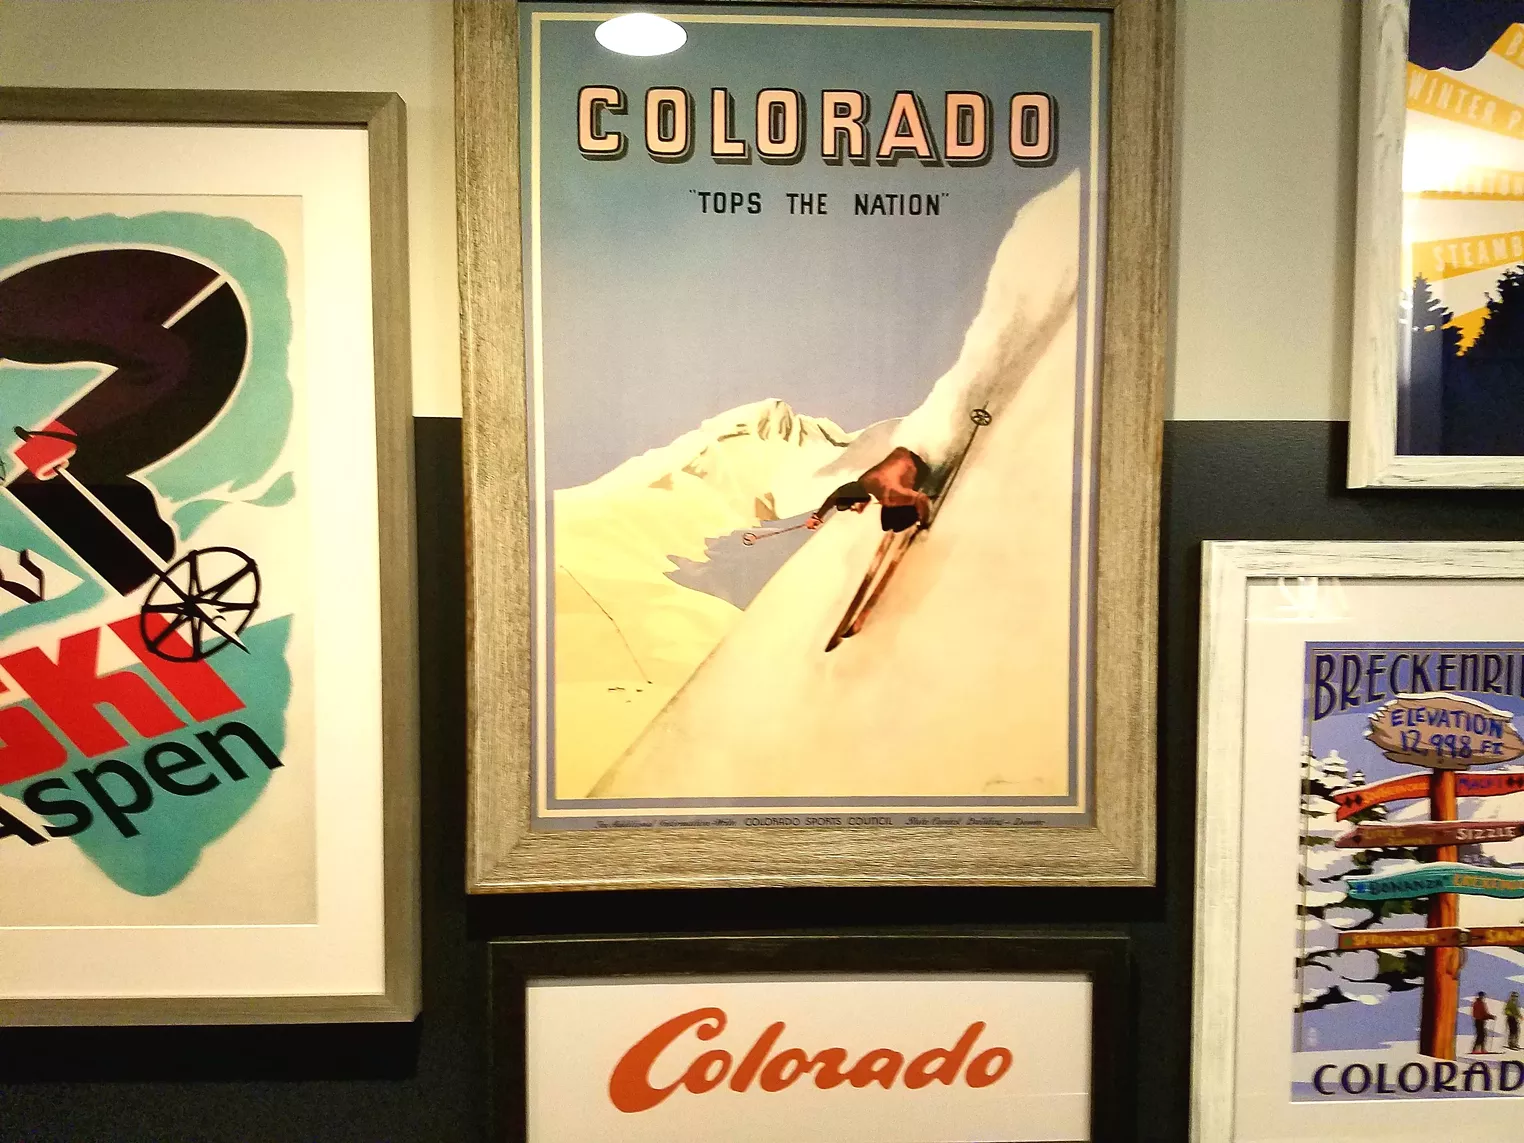 COLORADO
"TOPS THE NATION"
COLORADO SPORTS COUNCIL
SKI
Aspen
Colorado
WINTER P
STEAMB
BRECKENRI
ELEVATION
12,998 FT
SIZZLE
BONANZA
COLORAD